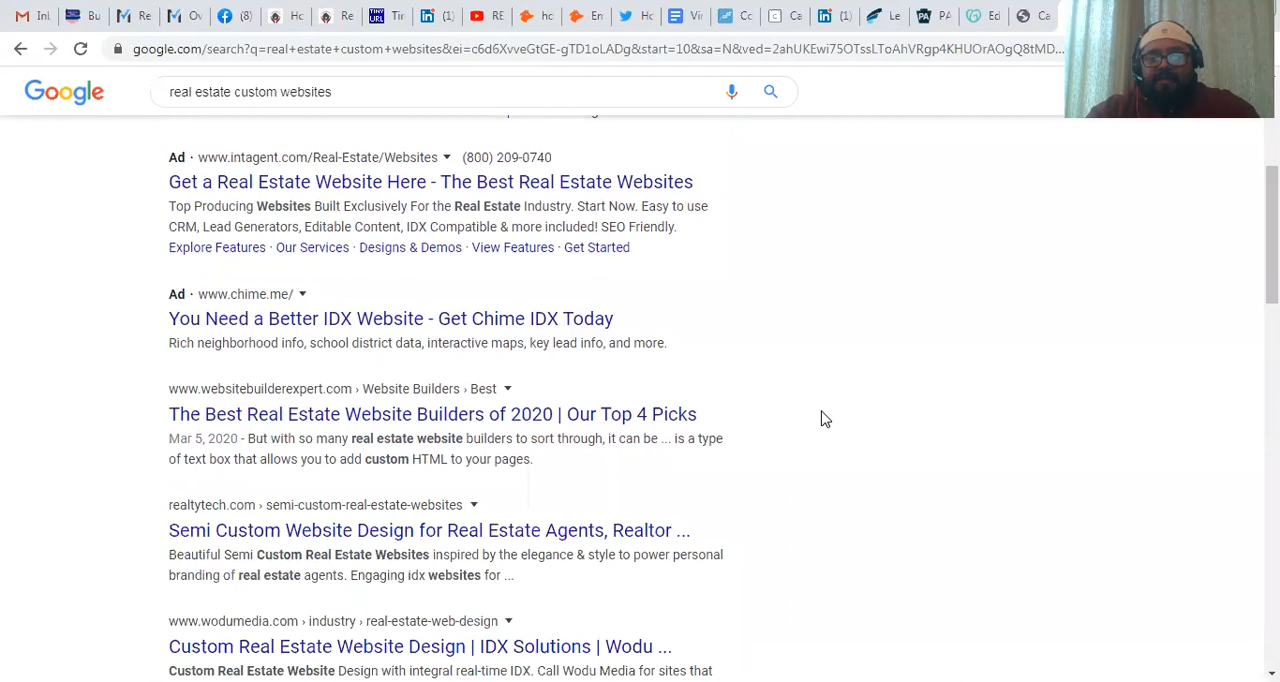 Inl Bu Re Ov (8) Hc Re TINY URL Tir (1) RE hc En Hc Vir Cc C Ca (1) Le PA PA Ed Ca
google.com/search?q=real+estate+custom+websites&ei=c6d6XvveGtGE-gTD1oLADg&start=10&sa=N&ved=2ahUKEwi75OTssLToAhVRgp4KHUOrAOgQ8tMD...
Google real estate custom websites
Ad · www.intagent.com/Real-Estate/Websites (800) 209-0740
Get a Real Estate Website Here - The Best Real Estate Websites
Top Producing Websites Built Exclusively For the Real Estate Industry. Start Now. Easy to use
CRM, Lead Generators, Editable Content, IDX Compatible & more included! SEO Friendly.
Explore Features · Our Services · Designs & Demos · View Features · Get Started
Ad · www.chime.me/
You Need a Better IDX Website - Get Chime IDX Today
Rich neighborhood info, school district data, interactive maps, key lead info, and more.
www.websitebuilderexpert.com › Website Builders › Best
The Best Real Estate Website Builders of 2020 | Our Top 4 Picks
Mar 5, 2020 - But with so many real estate website builders to sort through, it can be ... is a type
of text box that allows you to add custom HTML to your pages.
realtytech.com › semi-custom-real-estate-websites
Semi Custom Website Design for Real Estate Agents, Realtor ...
Beautiful Semi Custom Real Estate Websites inspired by the elegance & style to power personal
branding of real estate agents. Engaging idx websites for ...
www.wodumedia.com › industry › real-estate-web-design
Custom Real Estate Website Design | IDX Solutions | Wodu ...
Custom Real Estate Website Design with integral real-time IDX. Call Wodu Media for sites that